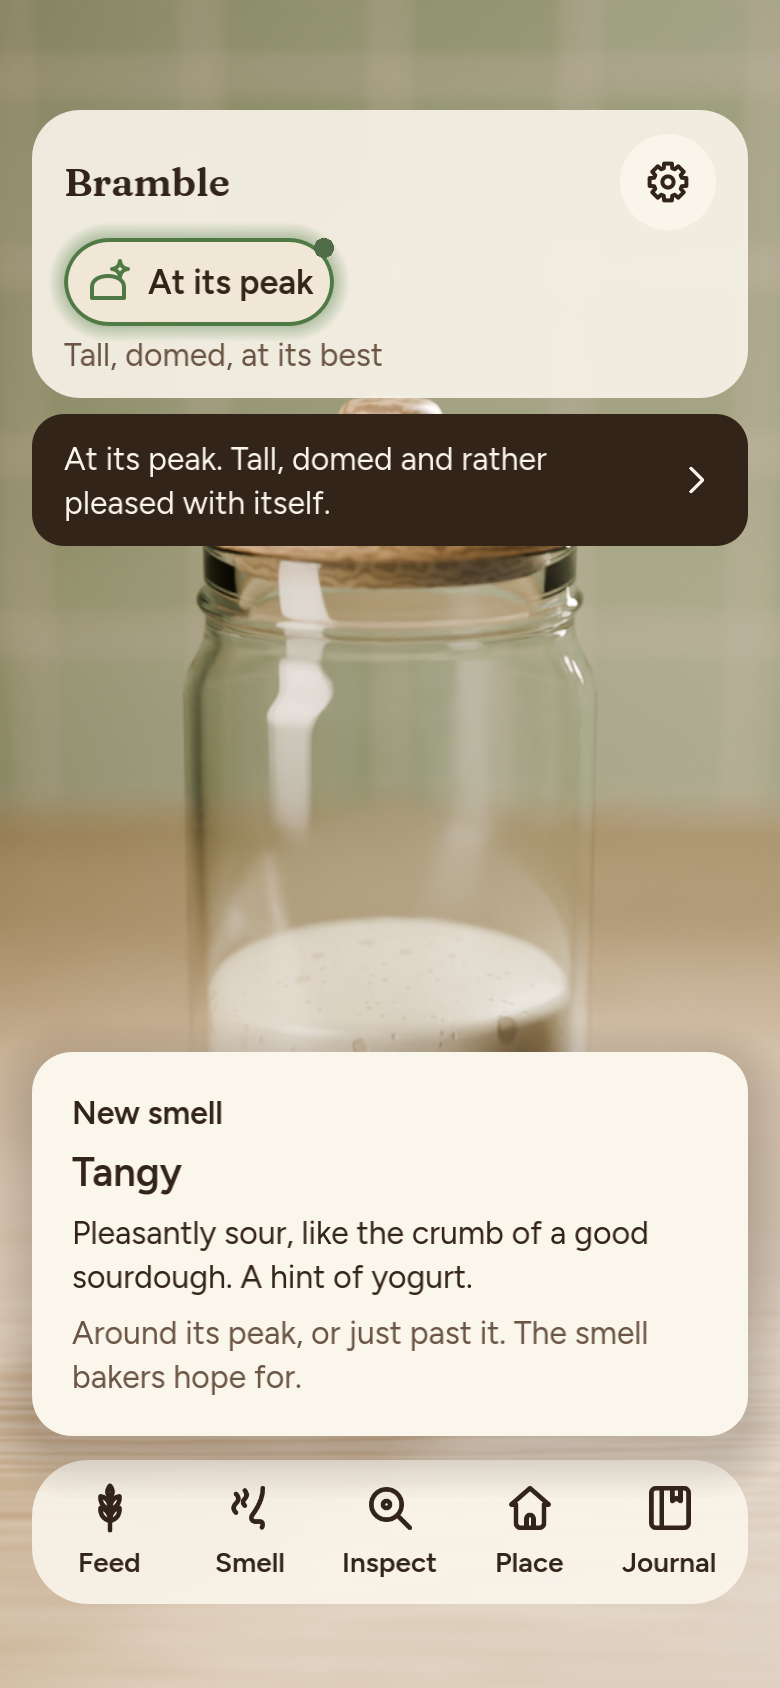 Bramble
At its peak
Tall, domed, at its best
At its peak. Tall, domed and rather
pleased with itself.
New smell
Tangy
Pleasantly sour, like the crumb of a good
sourdough. A hint of yogurt.
Around its peak, or just past it. The smell
bakers hope for.
Feed
Smell
Inspect
Place
Journal